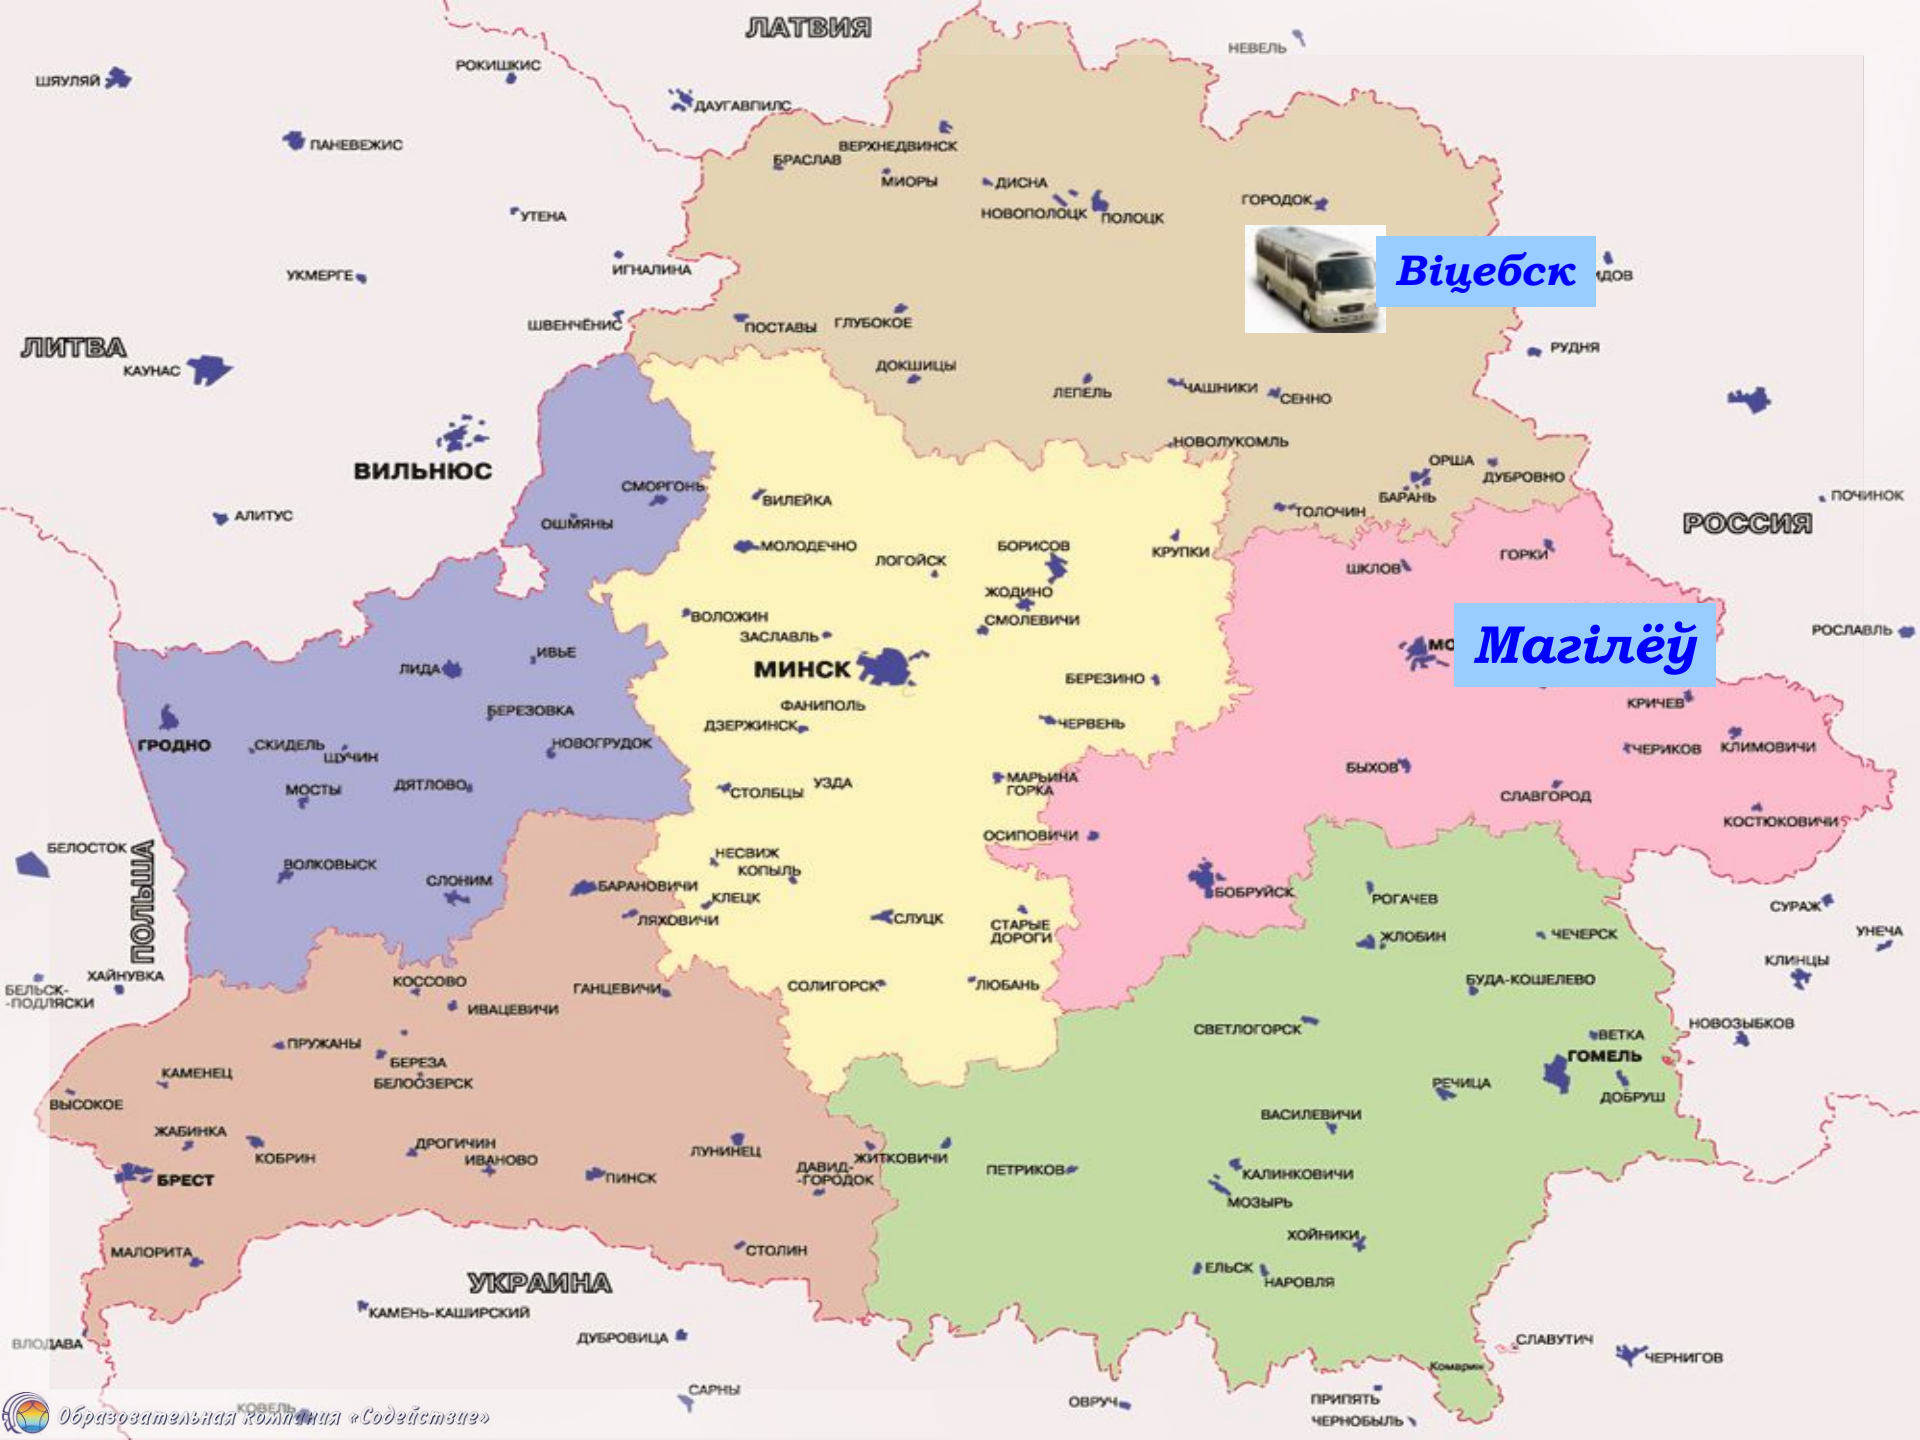 ЛАТВИЯ
НЕВЕЛЬ
РОКИШКИС
ШЯУЛЯЙ
ДАУГАВПИЛС
ПАНЕВЕЖИС
ВЕРХНЕДВИНСК
БРАСЛАВ
МИОРЫ
ДИСНА
ГОРОДОК
НОВОПОЛОЦК
ПОЛОЦК
УТЕНА
ИГНАЛИНА
УКМЕРГЕ
Віцебск
ШВЕНЧЁНИС
ПОСТАВЫ
ГЛУБОКОЕ
ЛИТВА
РУДНЯ
КАУНАС
ДОКШИЦЫ
ЛЕПЕЛЬ
ЧАШНИКИ
СЕННО
НОВОЛУКОМЛЬ
ВИЛЬНЮС
ОРША
ДУБРОВНО
СМОРГОНЬ
ВИЛЕЙКА
БАРАНЬ
ПОЧИНОК
ТОЛОЧИН
АЛИТУС
ОШМЯНЫ
РОССИЯ
МОЛОДЕЧНО
БОРИСОВ
КРУПКИ
ГОРКИ
ЛОГОЙСК
ШКЛОВ
ЖОДИНО
ВОЛОЖИН
СМОЛЕВИЧИ
РОСЛАВЛЬ
ЗАСЛАВЛЬ
Магілёў
ИВЬЕ
ЛИДА
МИНСК
БЕРЕЗИНО
КРИЧЕВ
ФАНИПОЛЬ
БЕРЕЗОВКА
ДЗЕРЖИНСК
ЧЕРВЕНЬ
ГРОДНО
СКИДЕЛЬ
ЩУЧИН
НОВОГРУДОК
ЧЕРИКОВ
КЛИМОВИЧИ
БЫХОВ
МОСТЫ
ДЯТЛОВО
СТОЛБЦЫ
УЗДА
МАРЬИНА
ГОРКА
СЛАВГОРОД
КОСТЮКОВИЧИ
ОСИПОВИЧИ
БЕЛОСТОК
ПОЛЬША
НЕСВИЖ
КОПЫЛЬ
ВОЛКОВЫСК
СЛОНИМ
БАРАНОВИЧИ
КЛЕЦК
БОБРУЙСК
РОГАЧЕВ
СУРАЖ
ЛЯХОВИЧИ
СЛУЦК
СТАРЫЕ
ДОРОГИ
ЖЛОБИН
ЧЕЧЕРСК
УНЕЧА
КЛИНЦЫ
ХАЙНУВКА
БЕЛЬСК-
-ПОДЛЯСКИ
КОССОВО
ИВАЦЕВИЧИ
ГАНЦЕВИЧИ
СОЛИГОРСК
ЛЮБАНЬ
БУДА-КОШЕЛЕВО
СВЕТЛОГОРСК
НОВОЗЫБКОВ
ВЕТКА
ПРУЖАНЫ
БЕРЕЗА
ГОМЕЛЬ
КАМЕНЕЦ
БЕЛООЗЕРСК
РЕЧИЦА
ДОБРУШ
ВЫСОКОЕ
ВАСИЛЕВИЧИ
ЖАБИНКА
КОБРИН
ДРОГИЧИН
ИВАНОВО
ЛУНИНЕЦ
ДАВИД-
-ГОРОДОК
ЖИТКОВИЧИ
ПЕТРИКОВ
КАЛИНКОВИЧИ
БРЕСТ
ПИНСК
МОЗЫРЬ
ХОЙНИКИ
МАЛОРИТА
СТОЛИН
ЕЛЬСК
НАРОВЛЯ
УКРАИНА
КАМЕНЬ-КАШИРСКИЙ
ДУБРОВИЦА
ВЛОДАВА
СЛАВУТИЧ
ЧЕРНИГОВ
Комарин
САРНЫ
ОВРУЧ
ПРИПЯТЬ
ЧЕРНОБЫЛЬ
КОВЕЛЬ
Образовательная компания «Содействие»